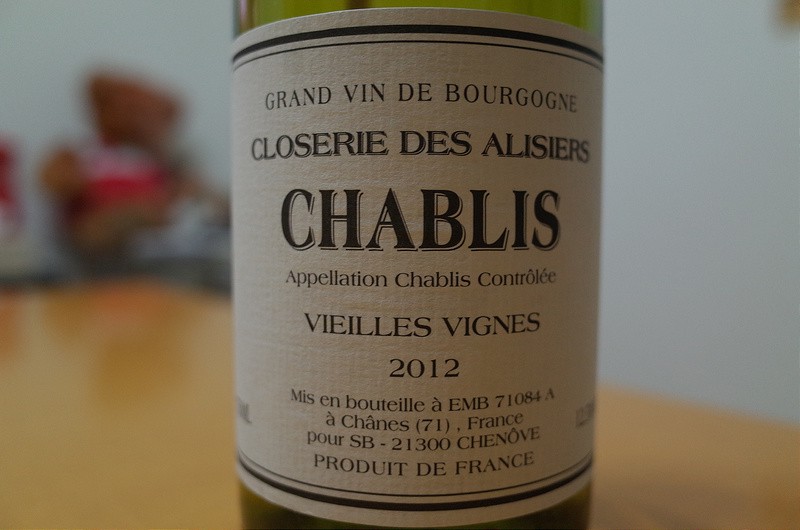 GRAND VIN DE BOURGOGNE
CLOSERIE DES ALISIERS
CHABLIS
Appellation Chablis Contrôlée
VIEILLES VIGNES
2012
Mis en bouteille à EMB 71084 A
à Chânes (71) , France
pour SB - 21300 CHENÔVE
PRODUIT DE FRANCE